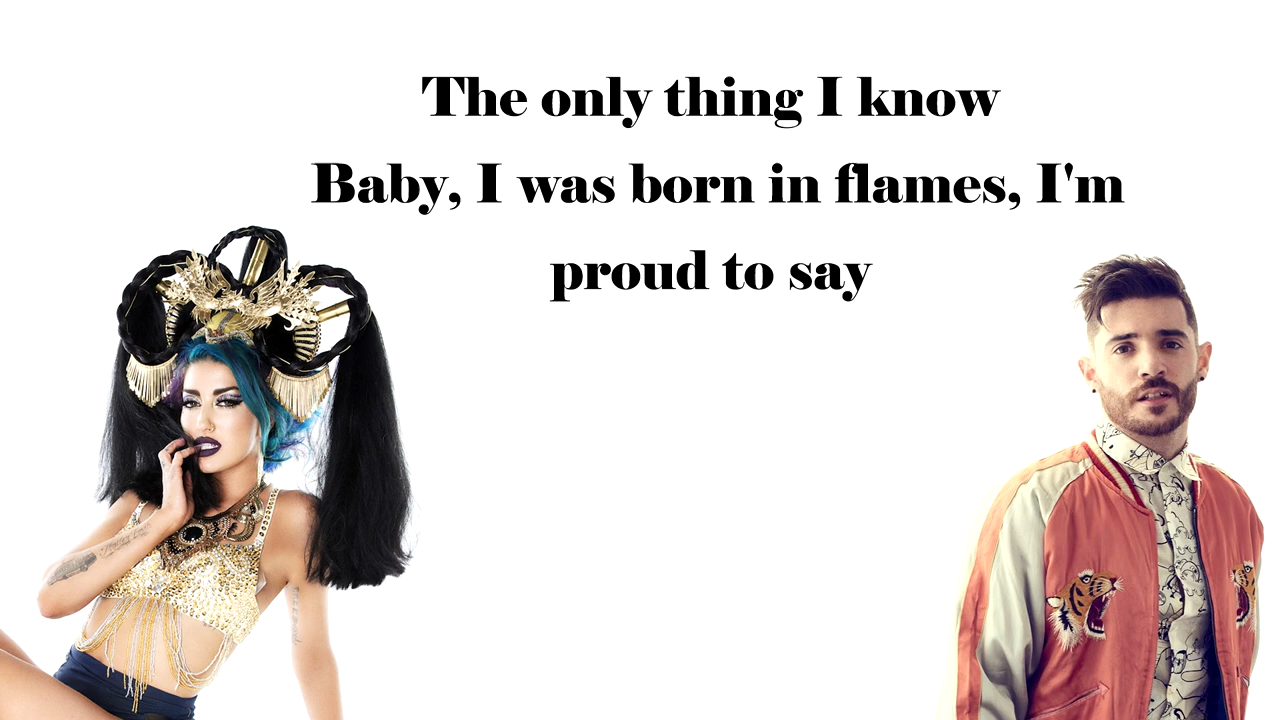 The only thing I know
Baby, I was born in flames, I'm
proud to say